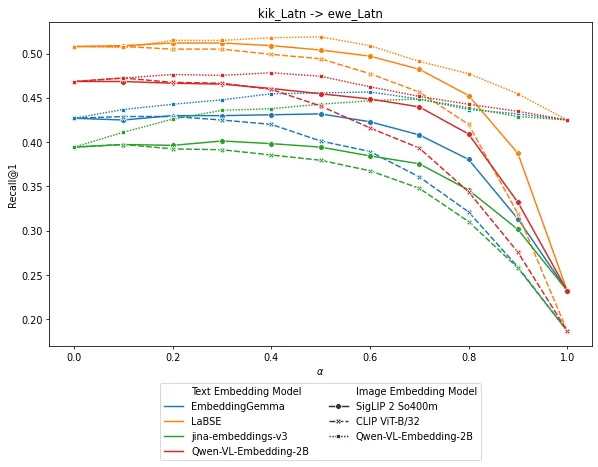 kik_Latn -> ewe_Latn
Recall@1
0.50
0.45
0.40
0.35
0.30
0.25
0.20
0.0
0.2
0.4
0.6
0.8
1.0
α
Text Embedding Model
EmbeddingGemma
LaBSE
jina-embeddings-v3
Qwen-VL-Embedding-2B
Image Embedding Model
SigLIP 2 So400m
CLIP ViT-B/32
Qwen-VL-Embedding-2B